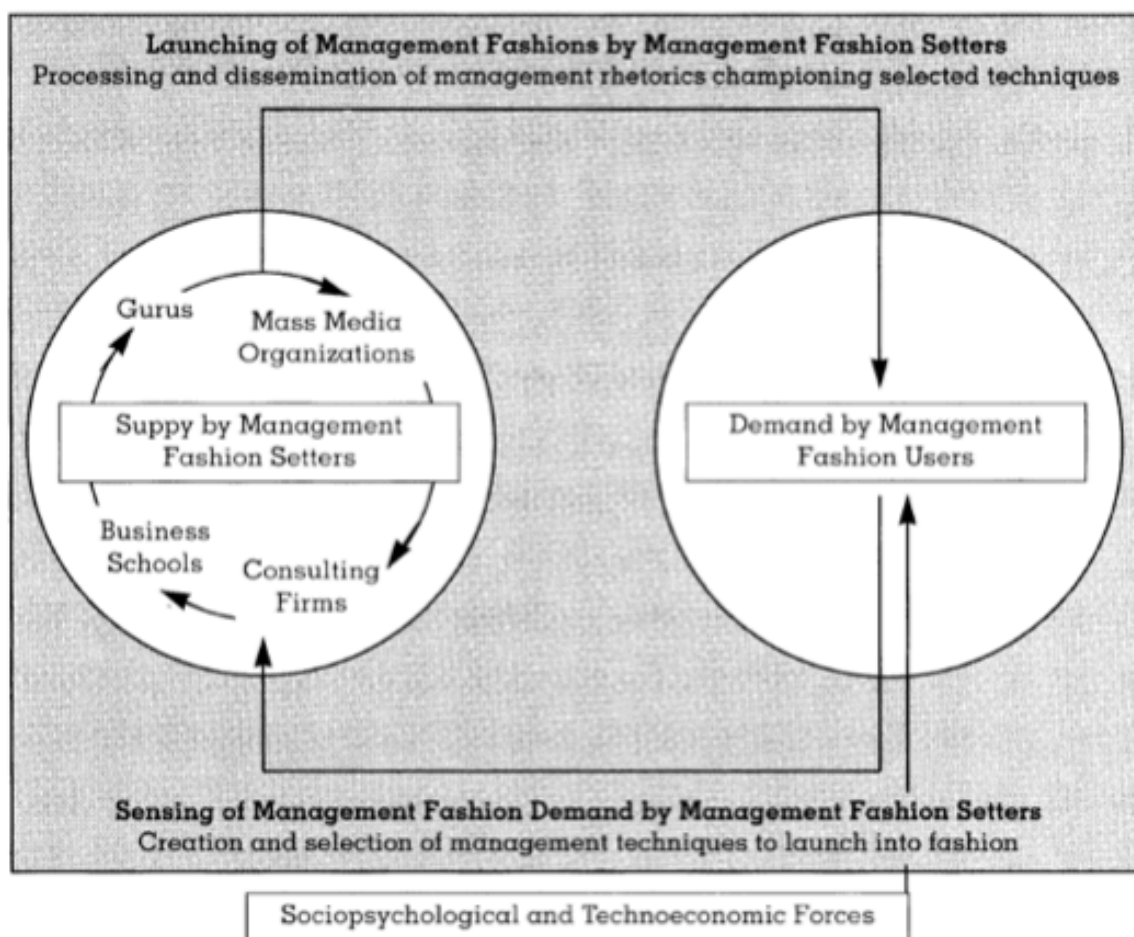 Launching of Management Fashions by Management Fashion Setters
Processing and dissemination of management rhetorics championing selected techniques
Gurus
Mass Media
Organizations
Suppy by Management
Fashion Setters
Business
Schools
Consulting
Firms
Demand by Management
Fashion Users
Sensing of Management Fashion Demand by Management Fashion Setters
Creation and selection of management techniques to launch into fashion
Sociopsychological and Technoeconomic Forces